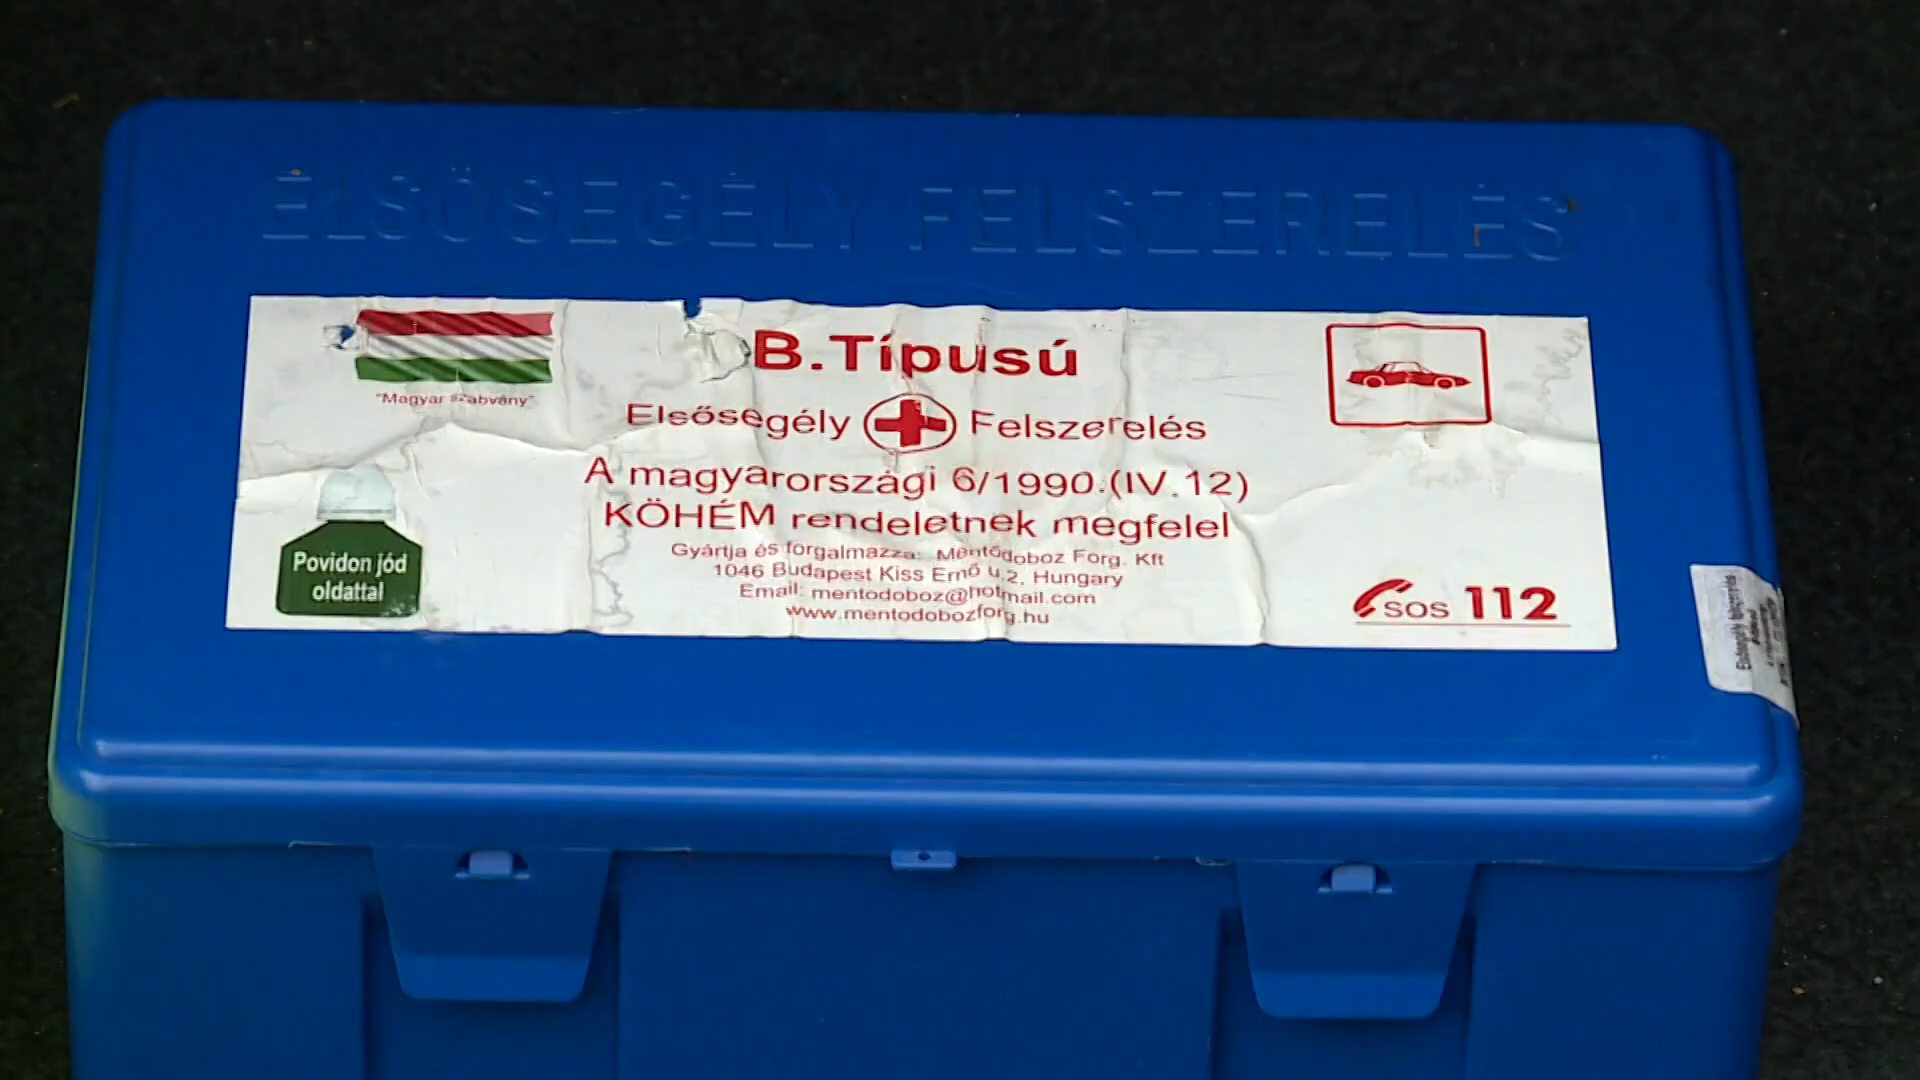 ELSŐSEGÉLY FELSZERELÉS
B.Típusú
"Magyar Szabvány"
Elsősegély Felszerelés
A magyarországi 6/1990.(IV.12)
KÖHÉM rendeletnek megfelel
Gyártja és forgalmazza: Mentődoboz Forg. Kft
1046 Budapest Kiss Ernő u.2, Hungary
Email: mentodoboz@hotmail.com
www.mentodobozforg.hu
Povidon jód
oldattal
SOS 112
Elsősegély felszerelés